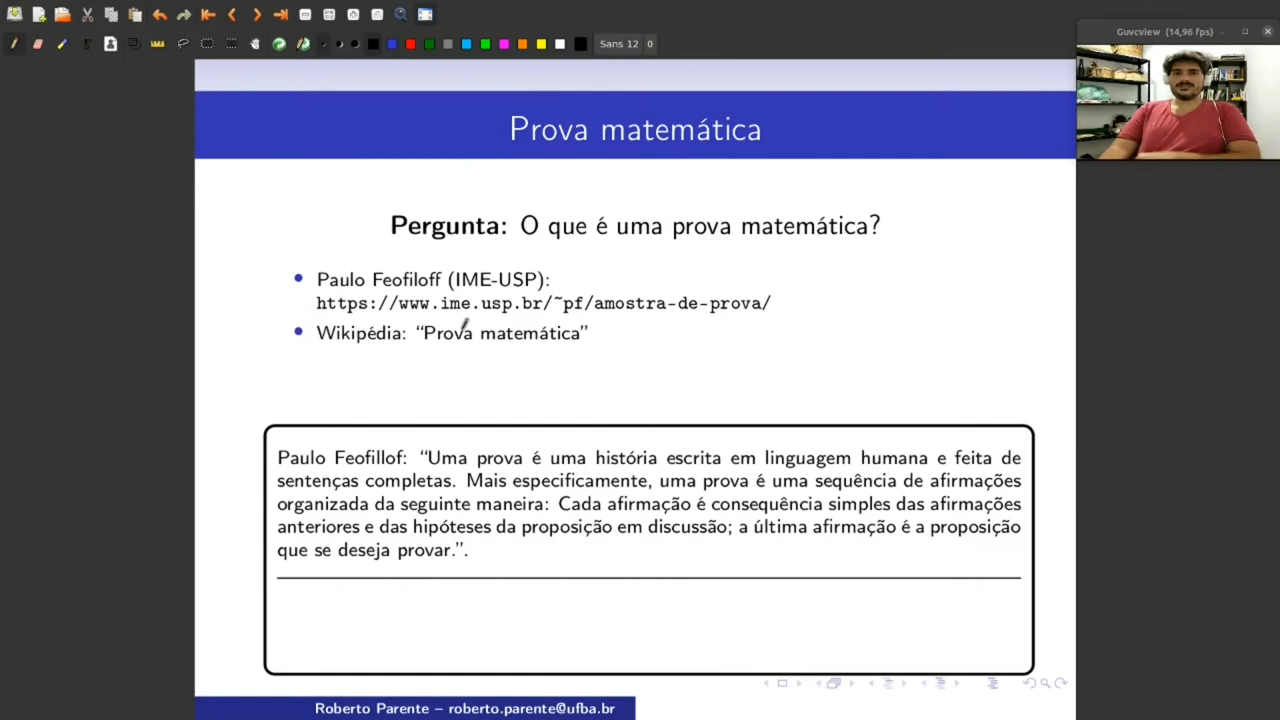 Sans 12 0
Guvcview (14,96 fps)
Prova matemática
Pergunta: O que é uma prova matemática?
Paulo Feofiloff (IME-USP):
https://www.ime.usp.br/~pf/amostra-de-prova/
Wikipédia: “Prova matemática”
Paulo Feofillof: “Uma prova é uma história escrita em linguagem humana e feita de
sentenças completas. Mais especificamente, uma prova é uma sequência de afirmações
organizada da seguinte maneira: Cada afirmação é consequência simples das afirmações
anteriores e das hipóteses da proposição em discussão; a última afirmação é a proposição
que se deseja provar.”.
Roberto Parente – roberto.parente@ufba.br